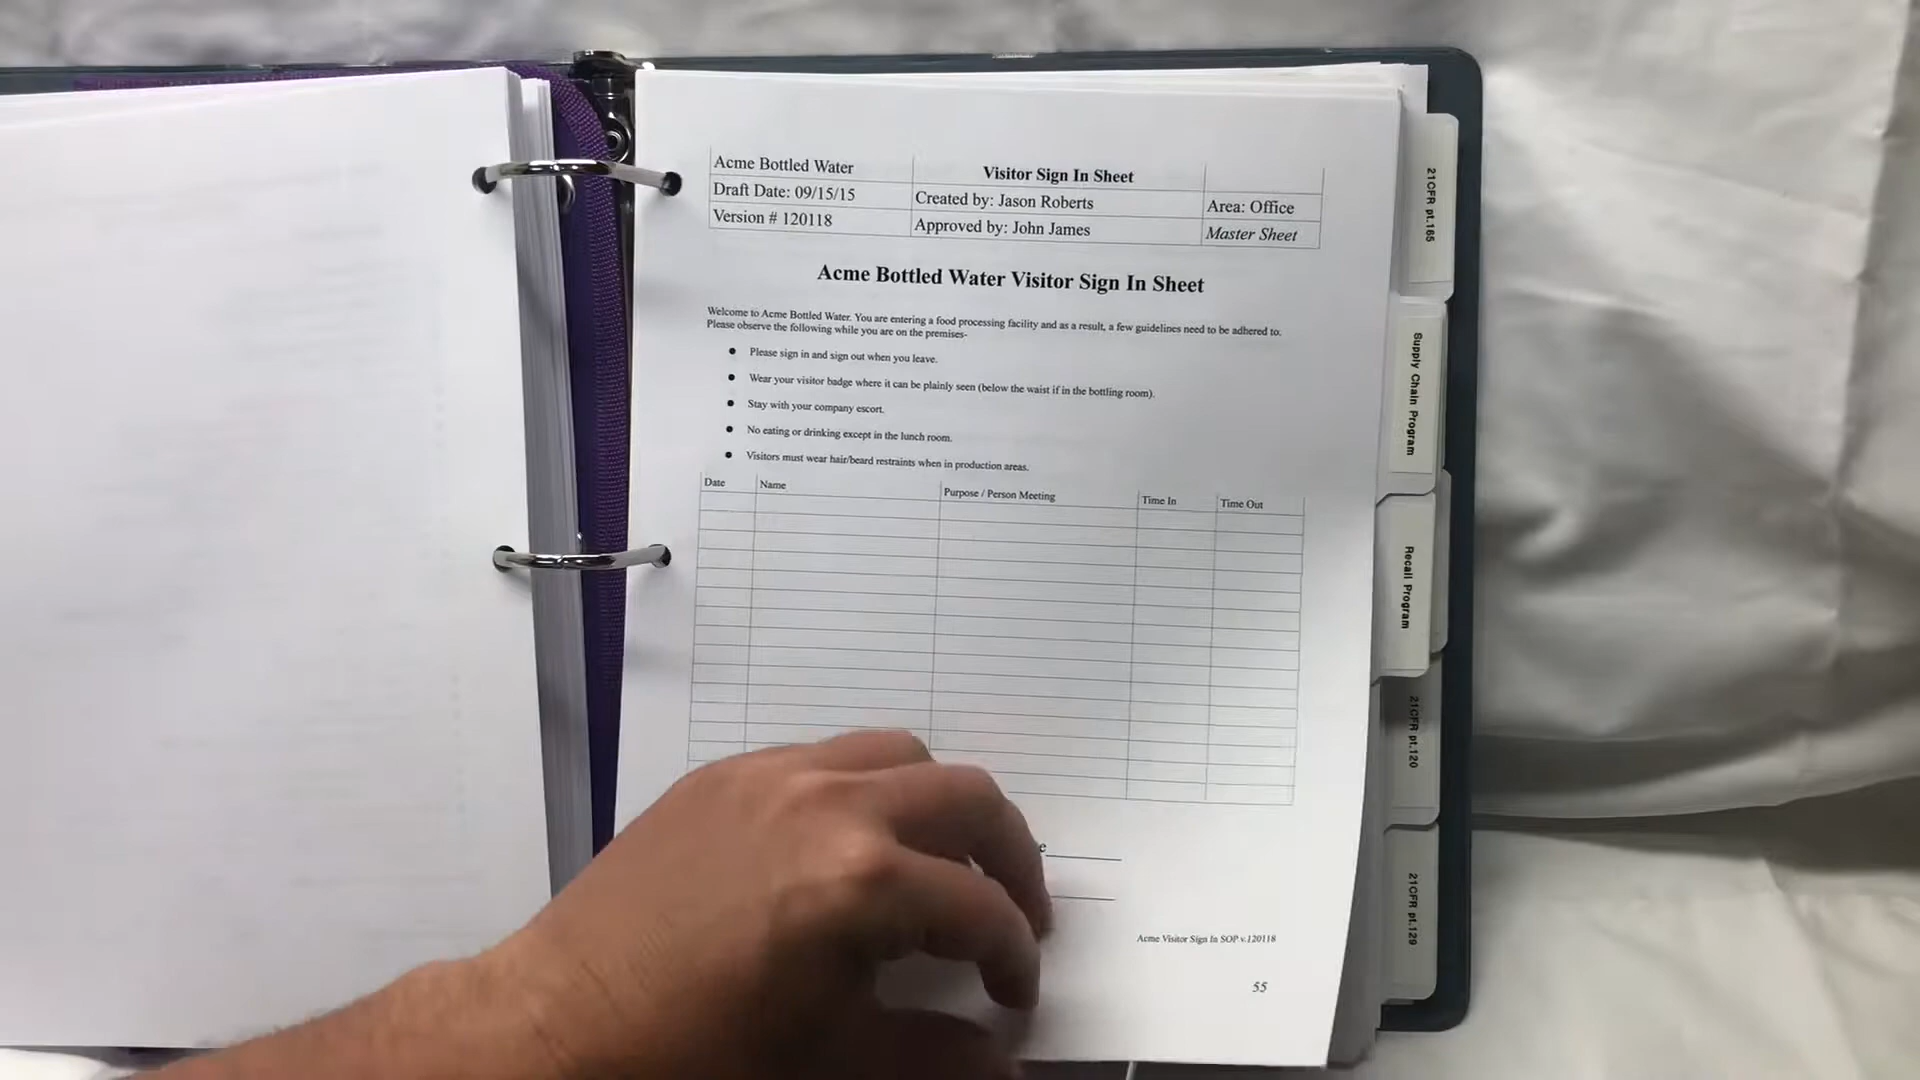 Acme Bottled Water
Visitor Sign In Sheet
Draft Date: 09/15/15
Created by: Jason Roberts
Area: Office
Version # 120118
Approved by: John James
Master Sheet
Acme Bottled Water Visitor Sign In Sheet
Welcome to Acme Bottled Water. You are entering a food processing facility and as a result, a few guidelines need to be adhered to.
Please observe the following while you are on the premises-
● Please sign in and sign out when you leave.
● Wear your visitor badge where it can be plainly seen (below the waist if in the bottling room).
● Stay with your company escort.
● No eating or drinking except in the lunch room.
● Visitors must wear hair/beard restraints when in production areas.
Date Name Purpose / Person Meeting Time In Time Out
Acme Visitor Sign In SOP v.120118
55
21CFR pt.165
Supply Chain Program
Recall Program
21CFR pt.120
21CFR pt.129